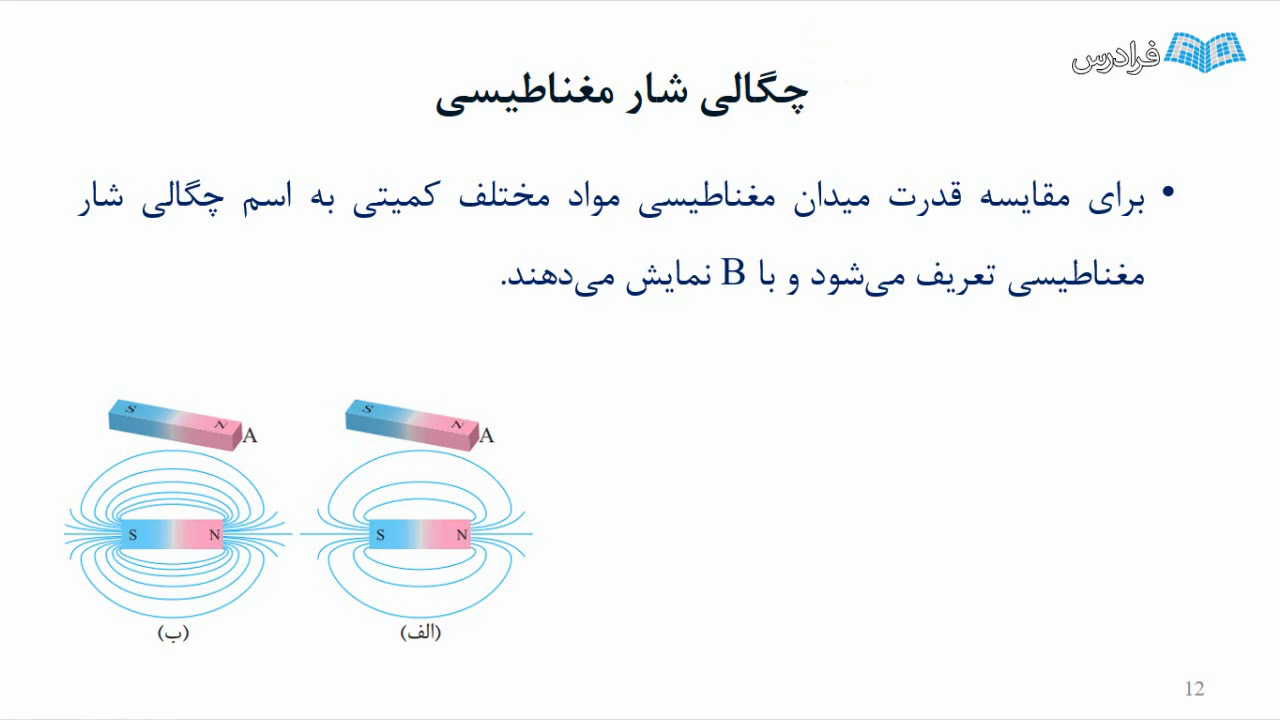 فرادرس
چگالی شار مغناطیسی
• برای مقایسه قدرت میدان مغناطیسی مواد مختلف کمیتی به اسم چگالی شار
مغناطیسی تعریف می‌شود و با B نمایش می‌دهند.
S N A
S N A
S N
S N
(الف)
(ب)
12